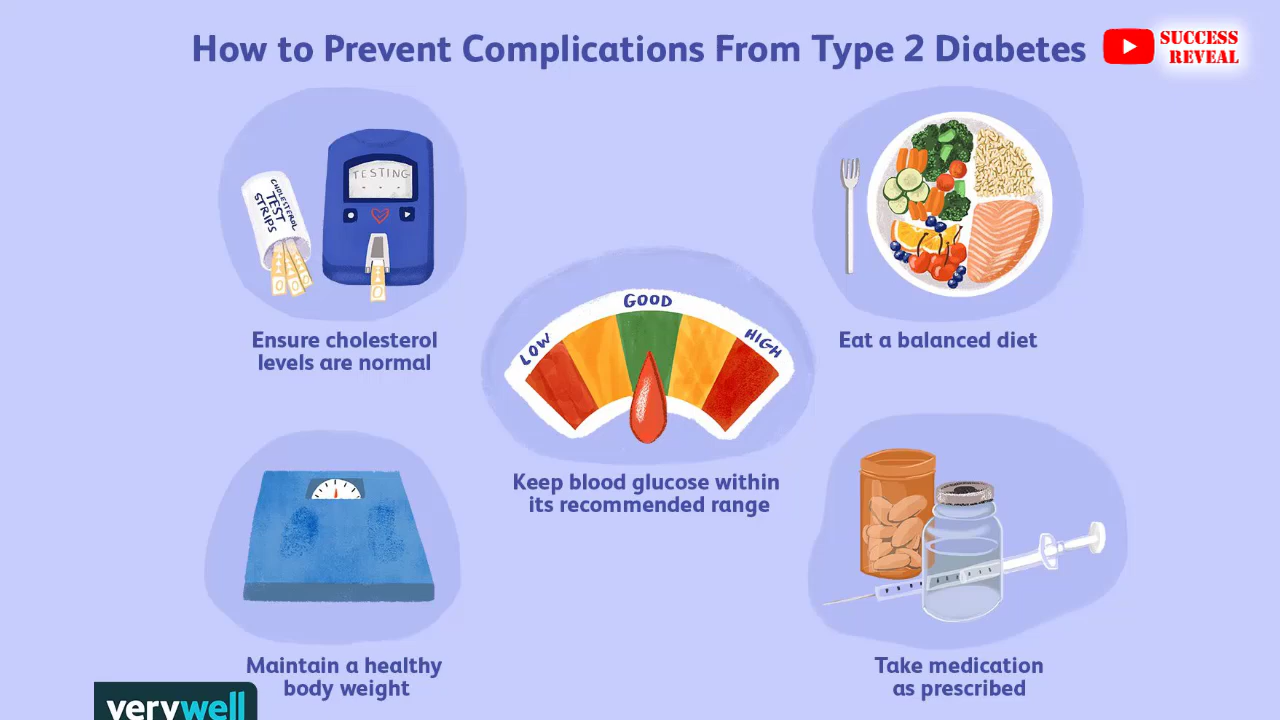 How to Prevent Complications From Type 2 Diabetes
SUCCESS
REVEAL
TESTING
CHOLESTEROL
TEST
STRIPS
Ensure cholesterol
levels are normal
Eat a balanced diet
LOW
GOOD
HIGH
Keep blood glucose within
its recommended range
Maintain a healthy
body weight
Take medication
as prescribed
verywell